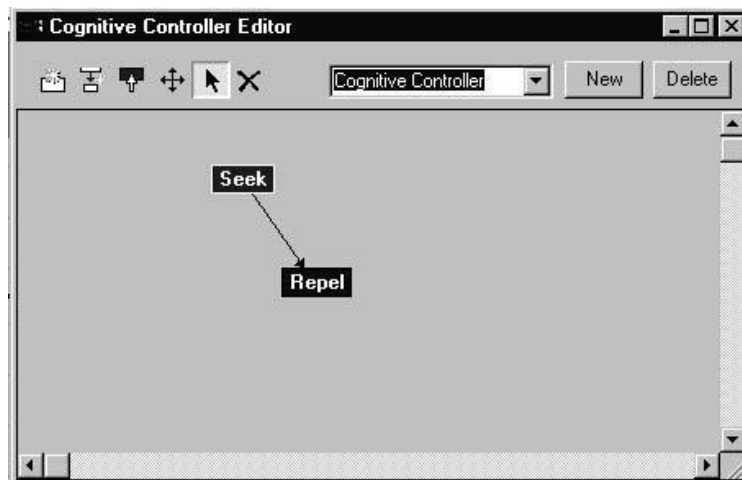 Cognitive Controller Editor
Cognitive Controller New Delete
Seek
Repel